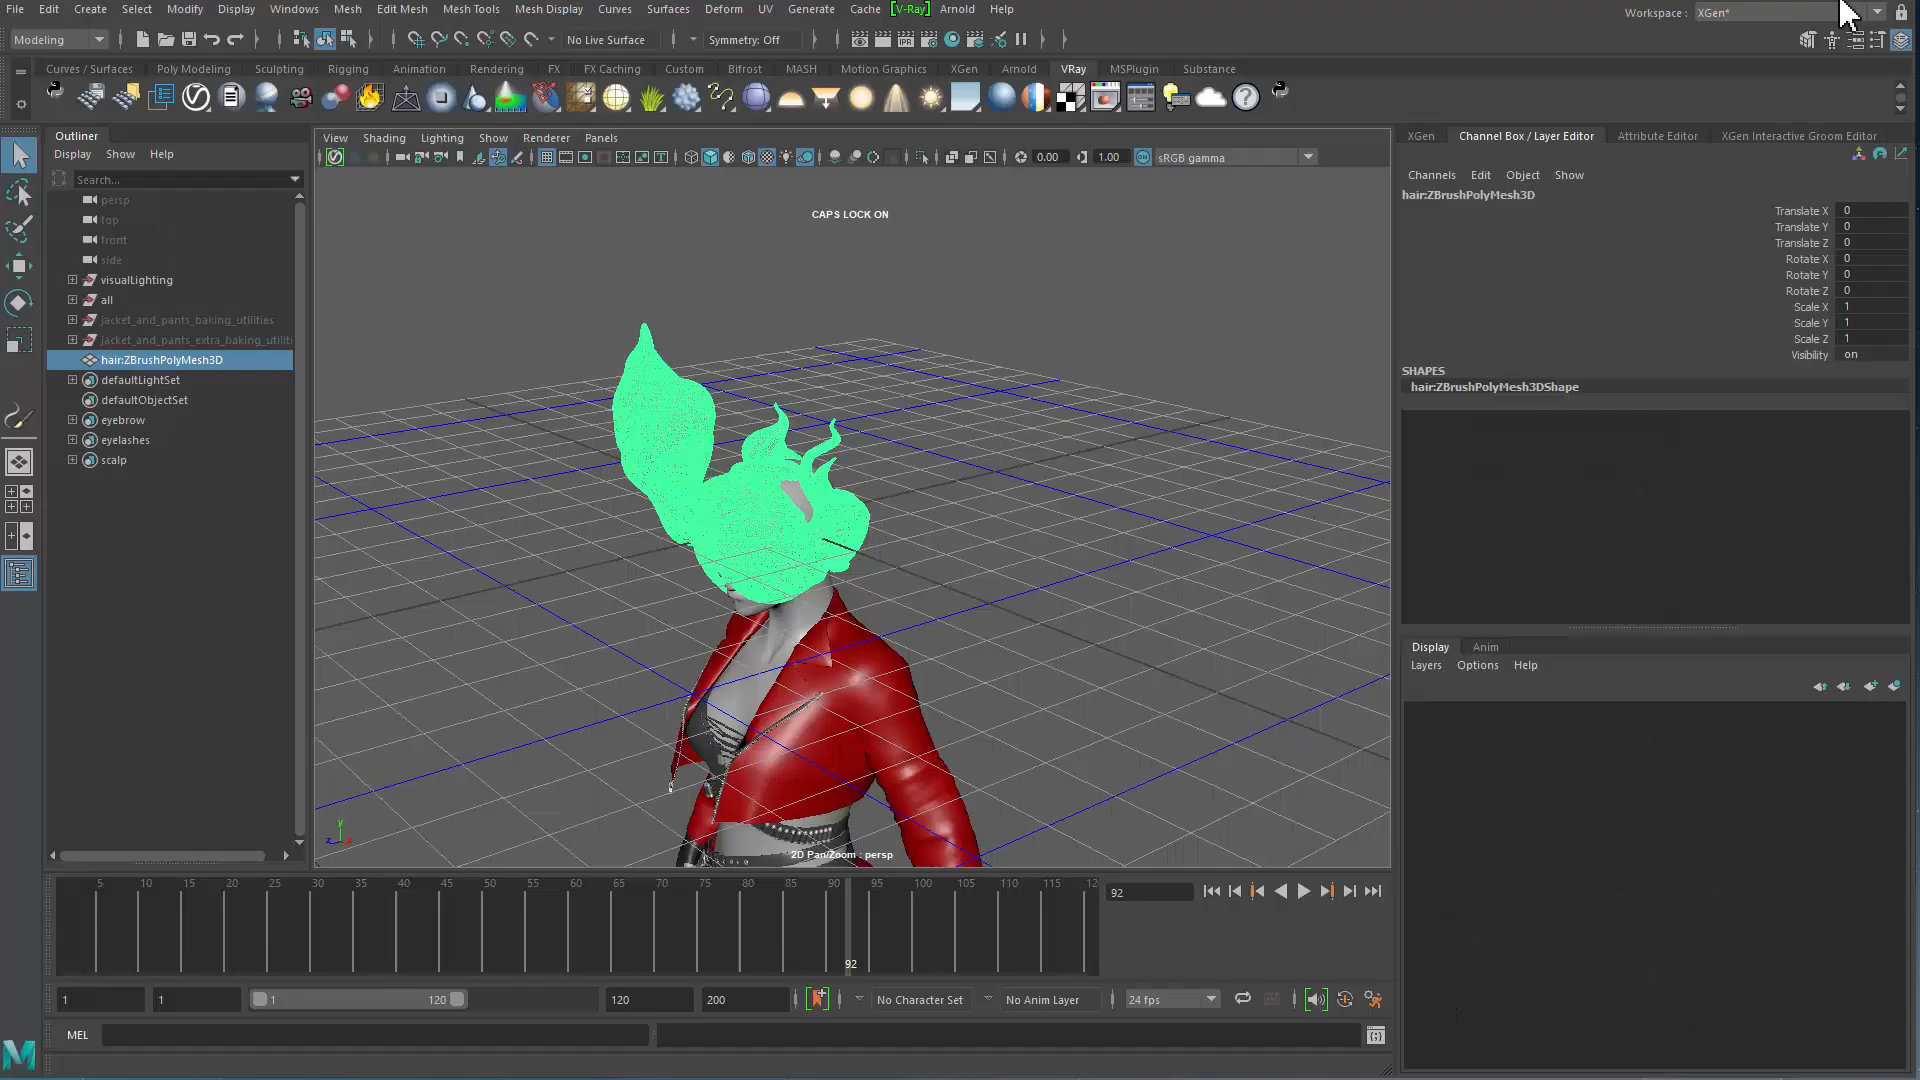 File Edit Create Select Modify Display Windows Mesh Edit Mesh Mesh Tools Mesh Display Curves Surfaces Deform UV Generate Cache [V-Ray] Arnold Help
Workspace : XGen*
Modeling
No Live Surface
Symmetry: Off
Curves / Surfaces Poly Modeling Sculpting Rigging Animation Rendering FX FX Caching Custom Bifrost MASH Motion Graphics XGen Arnold VRay MSPlugin Substance
IPR
Outliner
Display Show Help
Search...
persp
top
front
side
visualLighting
all
jacket_and_pants_baking_utilities
jacket_and_pants_extra_baking_utiliti
hair:ZBrushPolyMesh3D
defaultLightSet
defaultObjectSet
eyebrow
eyelashes
scalp
View Shading Lighting Show Renderer Panels
0.00 1.00 sRGB gamma
CAPS LOCK ON
y
z
x
2D Pan/Zoom : persp
XGen Channel Box / Layer Editor Attribute Editor XGen Interactive Groom Editor
Channels Edit Object Show
hair:ZBrushPolyMesh3D
Translate X 0
Translate Y 0
Translate Z 0
Rotate X 0
Rotate Y 0
Rotate Z 0
Scale X 1
Scale Y 1
Scale Z 1
Visibility on
SHAPES
hair:ZBrushPolyMesh3DShape
Display Anim
Layers Options Help
5 10 15 20 25 30 35 40 45 50 55 60 65 70 75 80 85 90 95 100 105 110 115 12
92
92
1 1 1 120 120 200 No Character Set No Anim Layer 24 fps
MEL